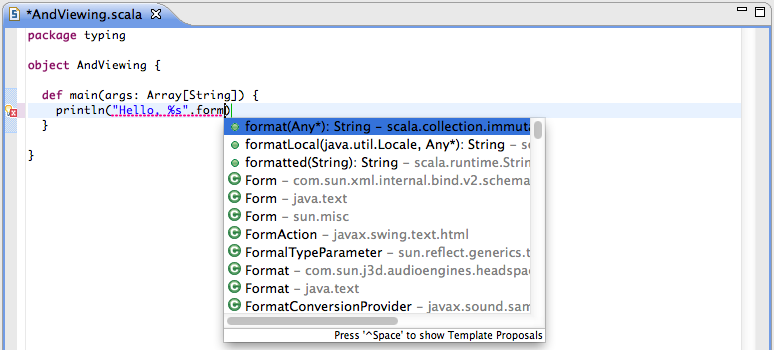 *AndViewing.scala
package typing
object AndViewing {
def main(args: Array[String]) {
println("Hello, %s".form)
}
}
format(Any*): String – scala.collection.immuta
formatLocal(java.util.Locale, Any*): String – sc
formatted(String): String – scala.runtime.String
Form – com.sun.xml.internal.bind.v2.schema
Form – java.text
Form – sun.misc
FormAction – javax.swing.text.html
FormalTypeParameter – sun.reflect.generics.t
Format – com.sun.j3d.audioengines.headspac
Format – java.text
FormatConversionProvider – javax.sound.sam
Press '^Space' to show Template Proposals